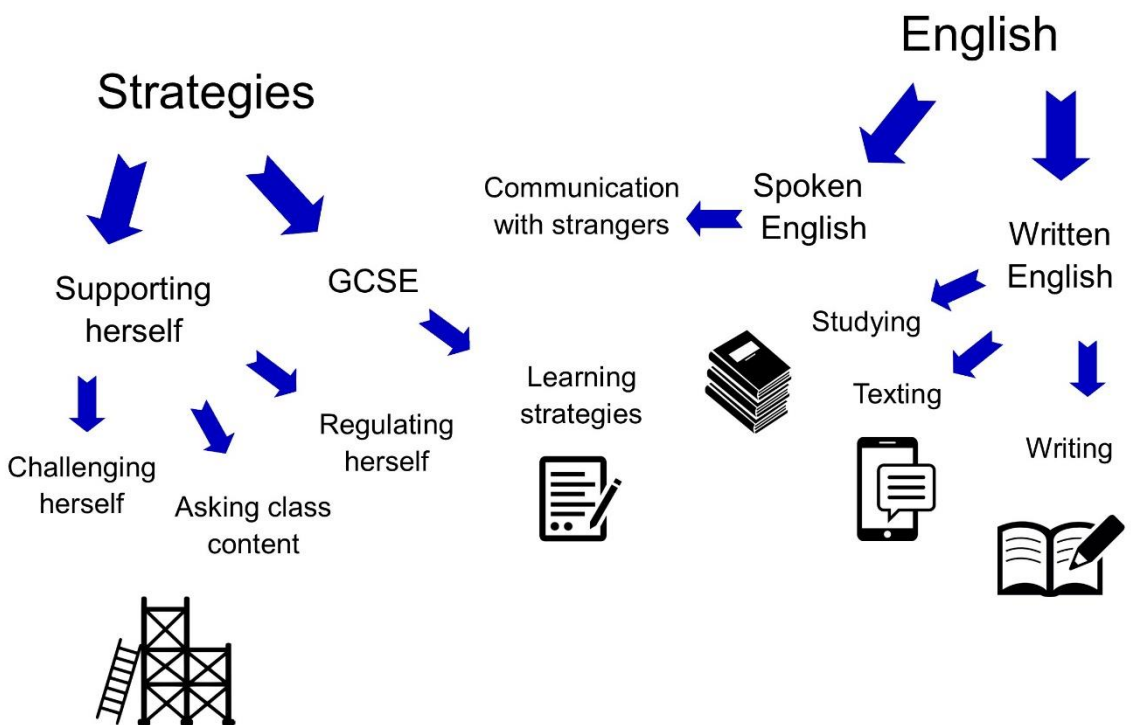 Strategies
Supporting
herself
GCSE
Challenging
herself
Asking class
content
Regulating
herself
Learning
strategies
English
Spoken
English
Communication
with strangers
Written
English
Studying
Texting
Writing